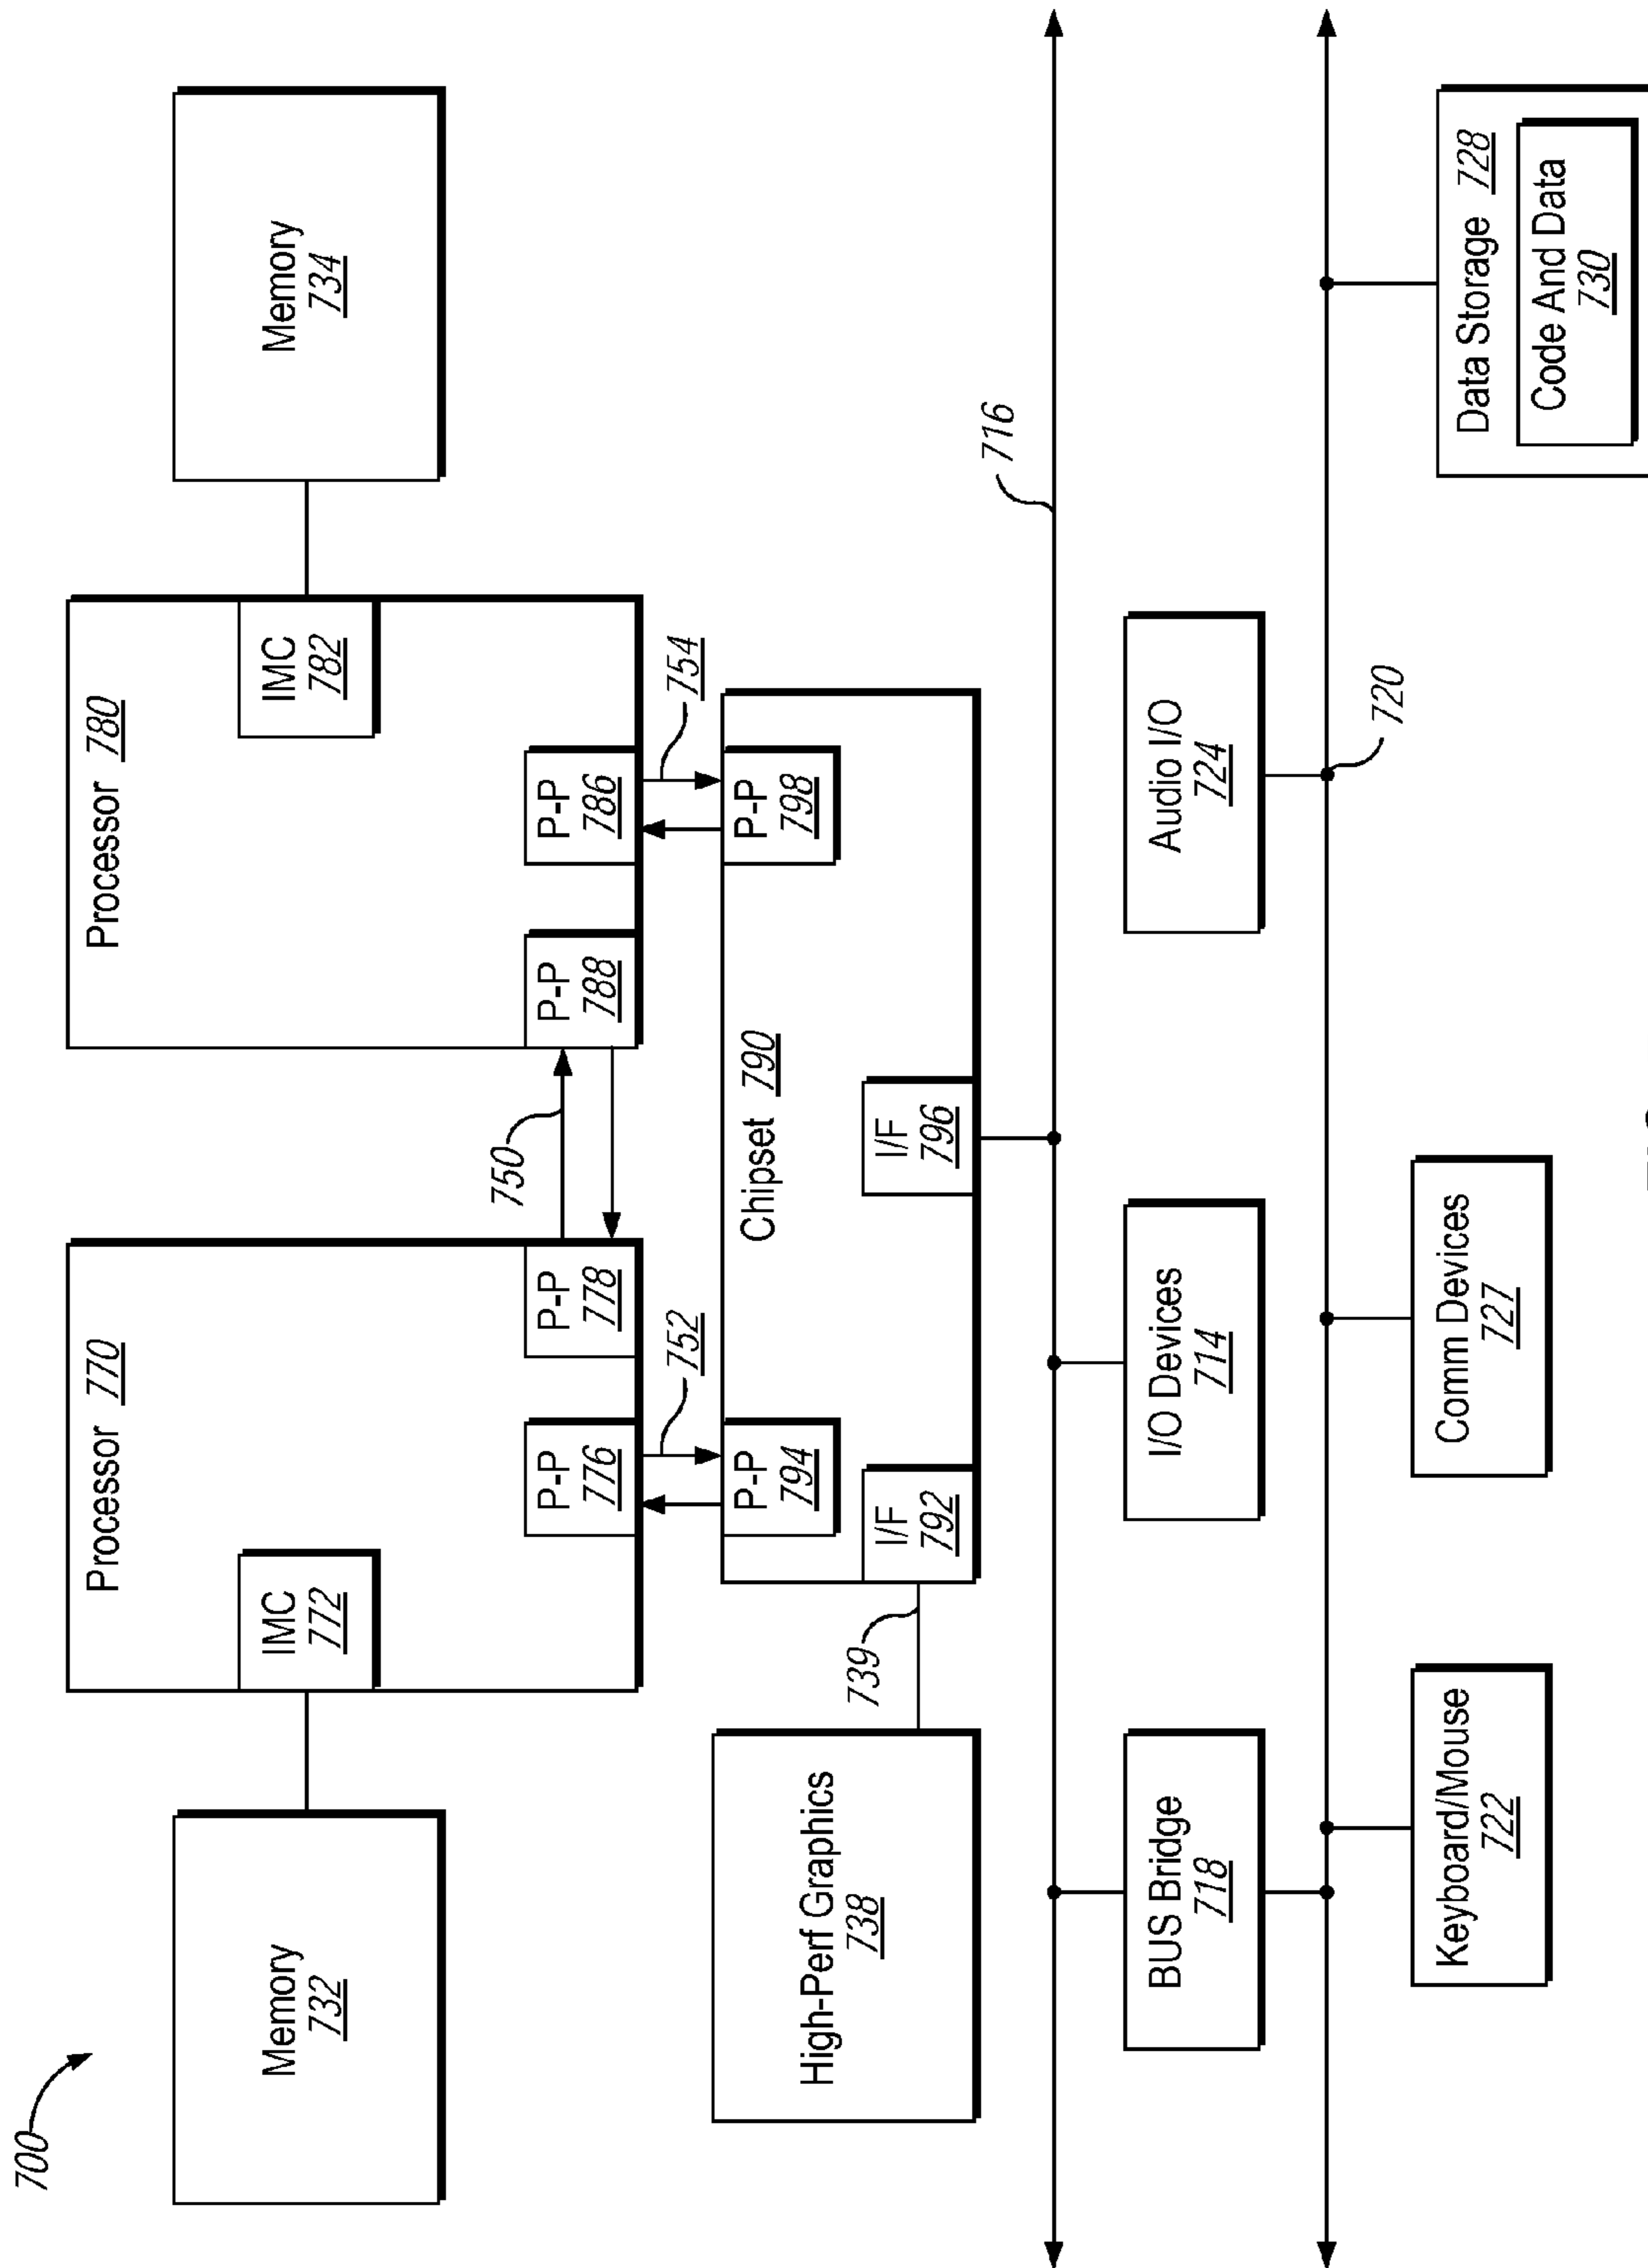 700
Memory
732
Processor 770
IMC
772
P-P
776
P-P
778
750
Processor 780
IMC
782
P-P
788
P-P
786
Memory
734
752
754
High-Perf Graphics
738
739
Chipset 790
P-P
794
P-P
798
I/F
792
I/F
796
716
BUS Bridge
718
I/O Devices
714
Audio I/O
724
720
Keyboard/Mouse
722
Comm Devices
727
Data Storage 728
Code And Data
730